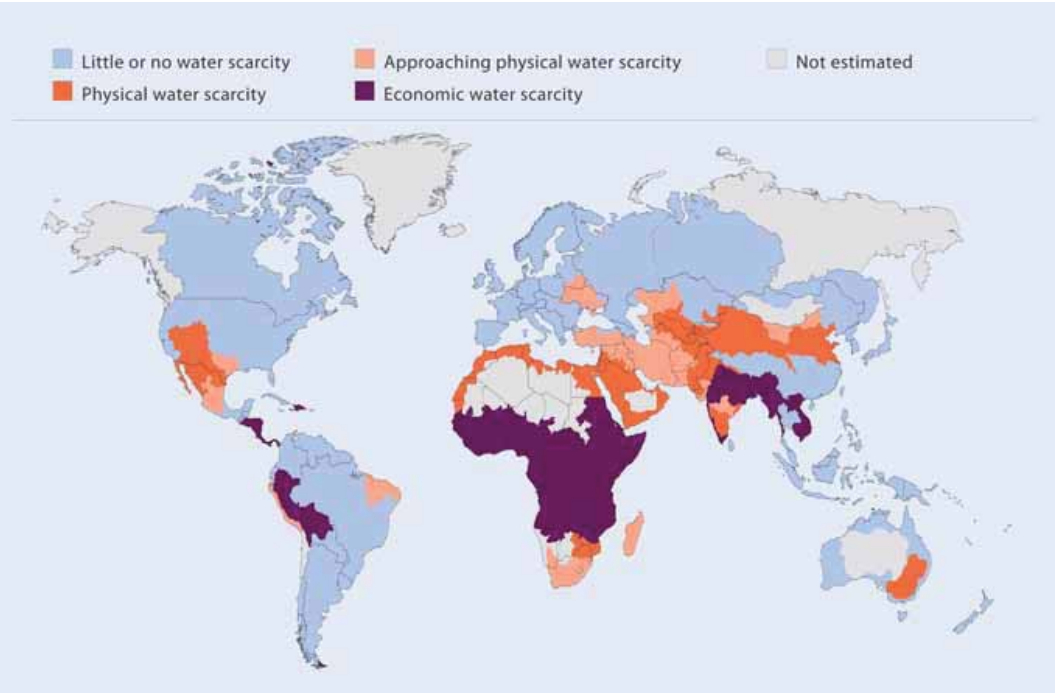 Little or no water scarcity
Approaching physical water scarcity
Not estimated
Physical water scarcity
Economic water scarcity